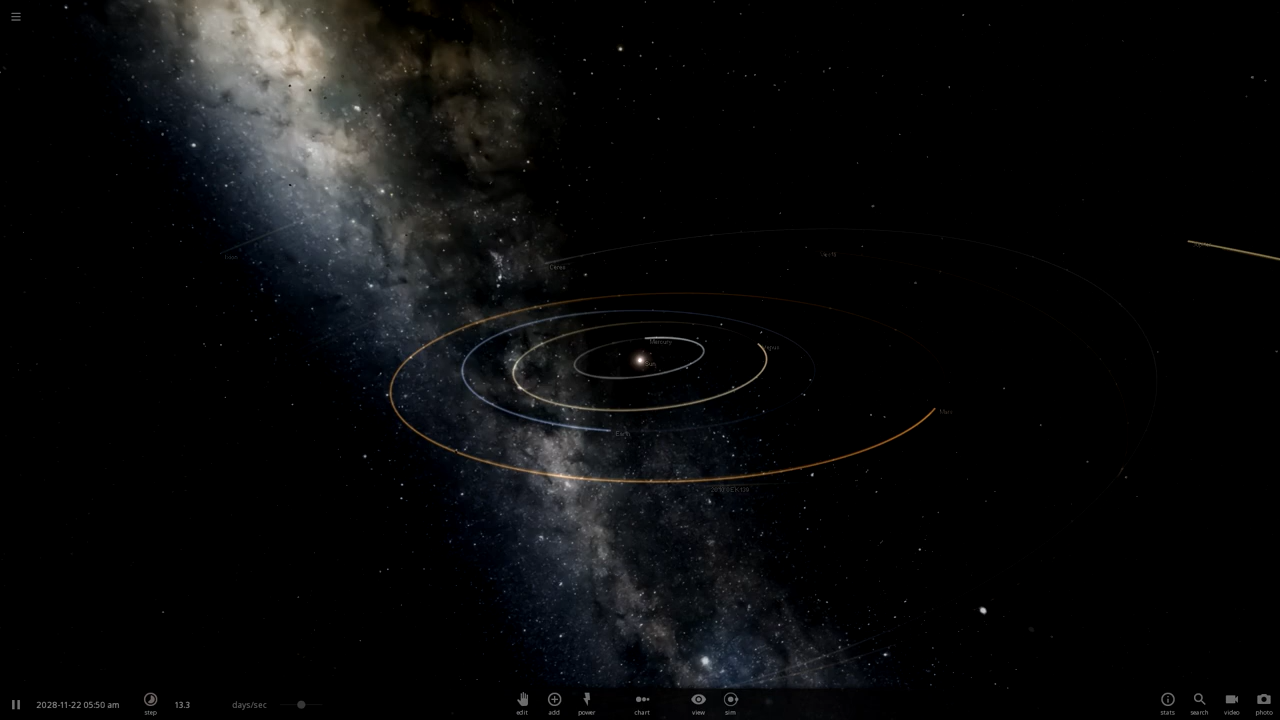 Ceres
Mercury
Sun
Venus
Mars
Earth
2028-11-22 05:50 am
step
13.3
days/sec
edit
add
power
chart
view
sim
stats
search
video
photo